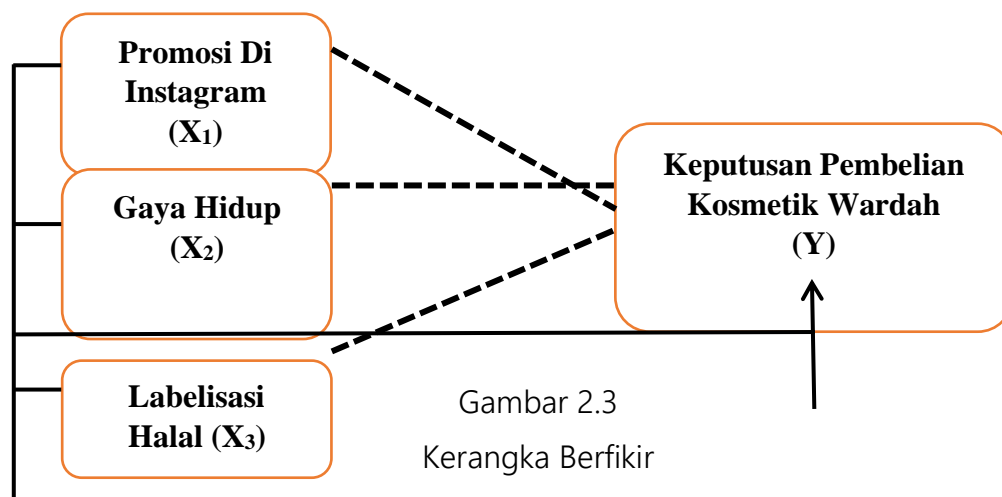 Promosi Di
Instagram
(X₁)
Gaya Hidup
(X₂)
Labelisasi
Halal (X₃)
Keputusan Pembelian
Kosmetik Wardah
(Y)
Gambar 2.3
Kerangka Berfikir